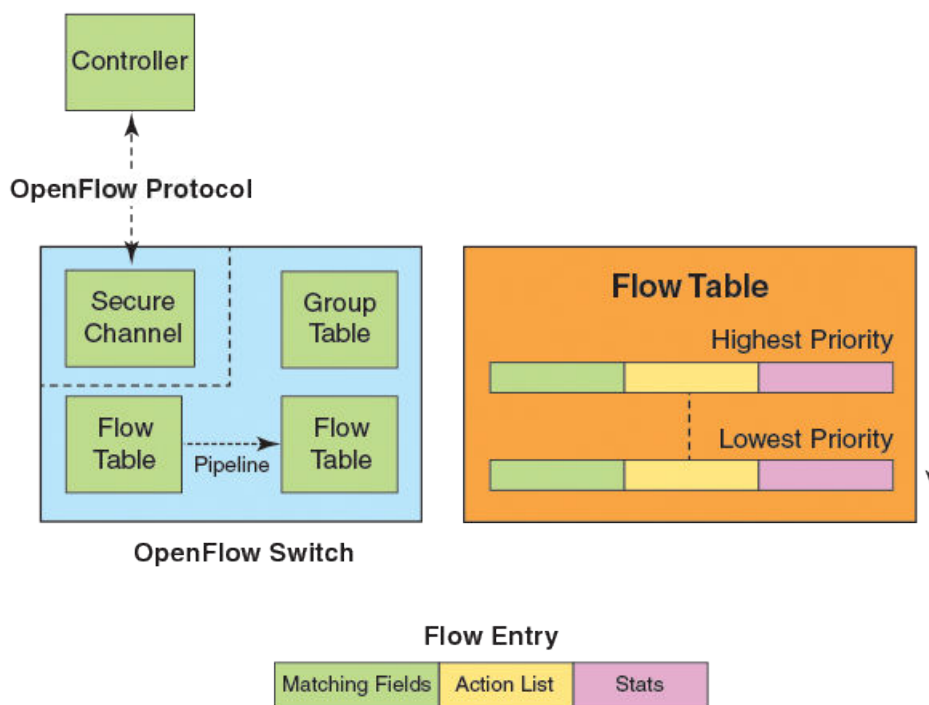 Controller
OpenFlow Protocol
Secure
Channel
Group
Table
Flow
Table
Pipeline
Flow
Table
OpenFlow Switch
Flow Table
Highest Priority
Lowest Priority
Flow Entry
Matching Fields
Action List
Stats